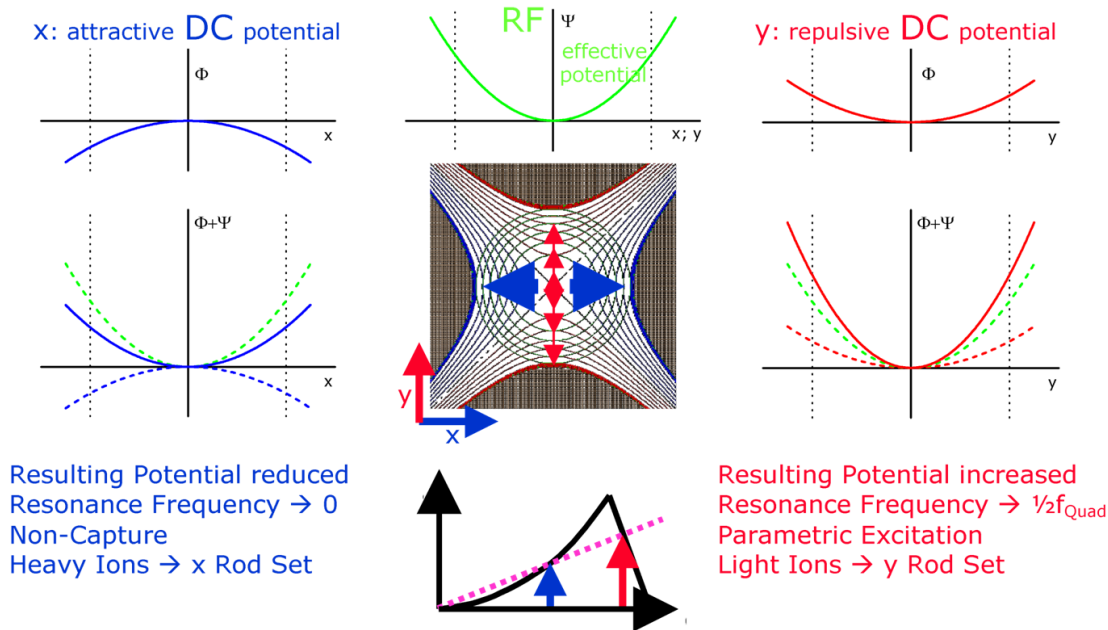 x: attractive DC potential
Φ
x
Φ+Ψ
x
RF
Ψ
effective
potential
x; y
y
x
y: repulsive DC potential
Φ
y
Φ+Ψ
y
Resulting Potential reduced
Resonance Frequency → 0
Non-Capture
Heavy Ions → x Rod Set
Resulting Potential increased
Resonance Frequency → ½fQuad
Parametric Excitation
Light Ions → y Rod Set